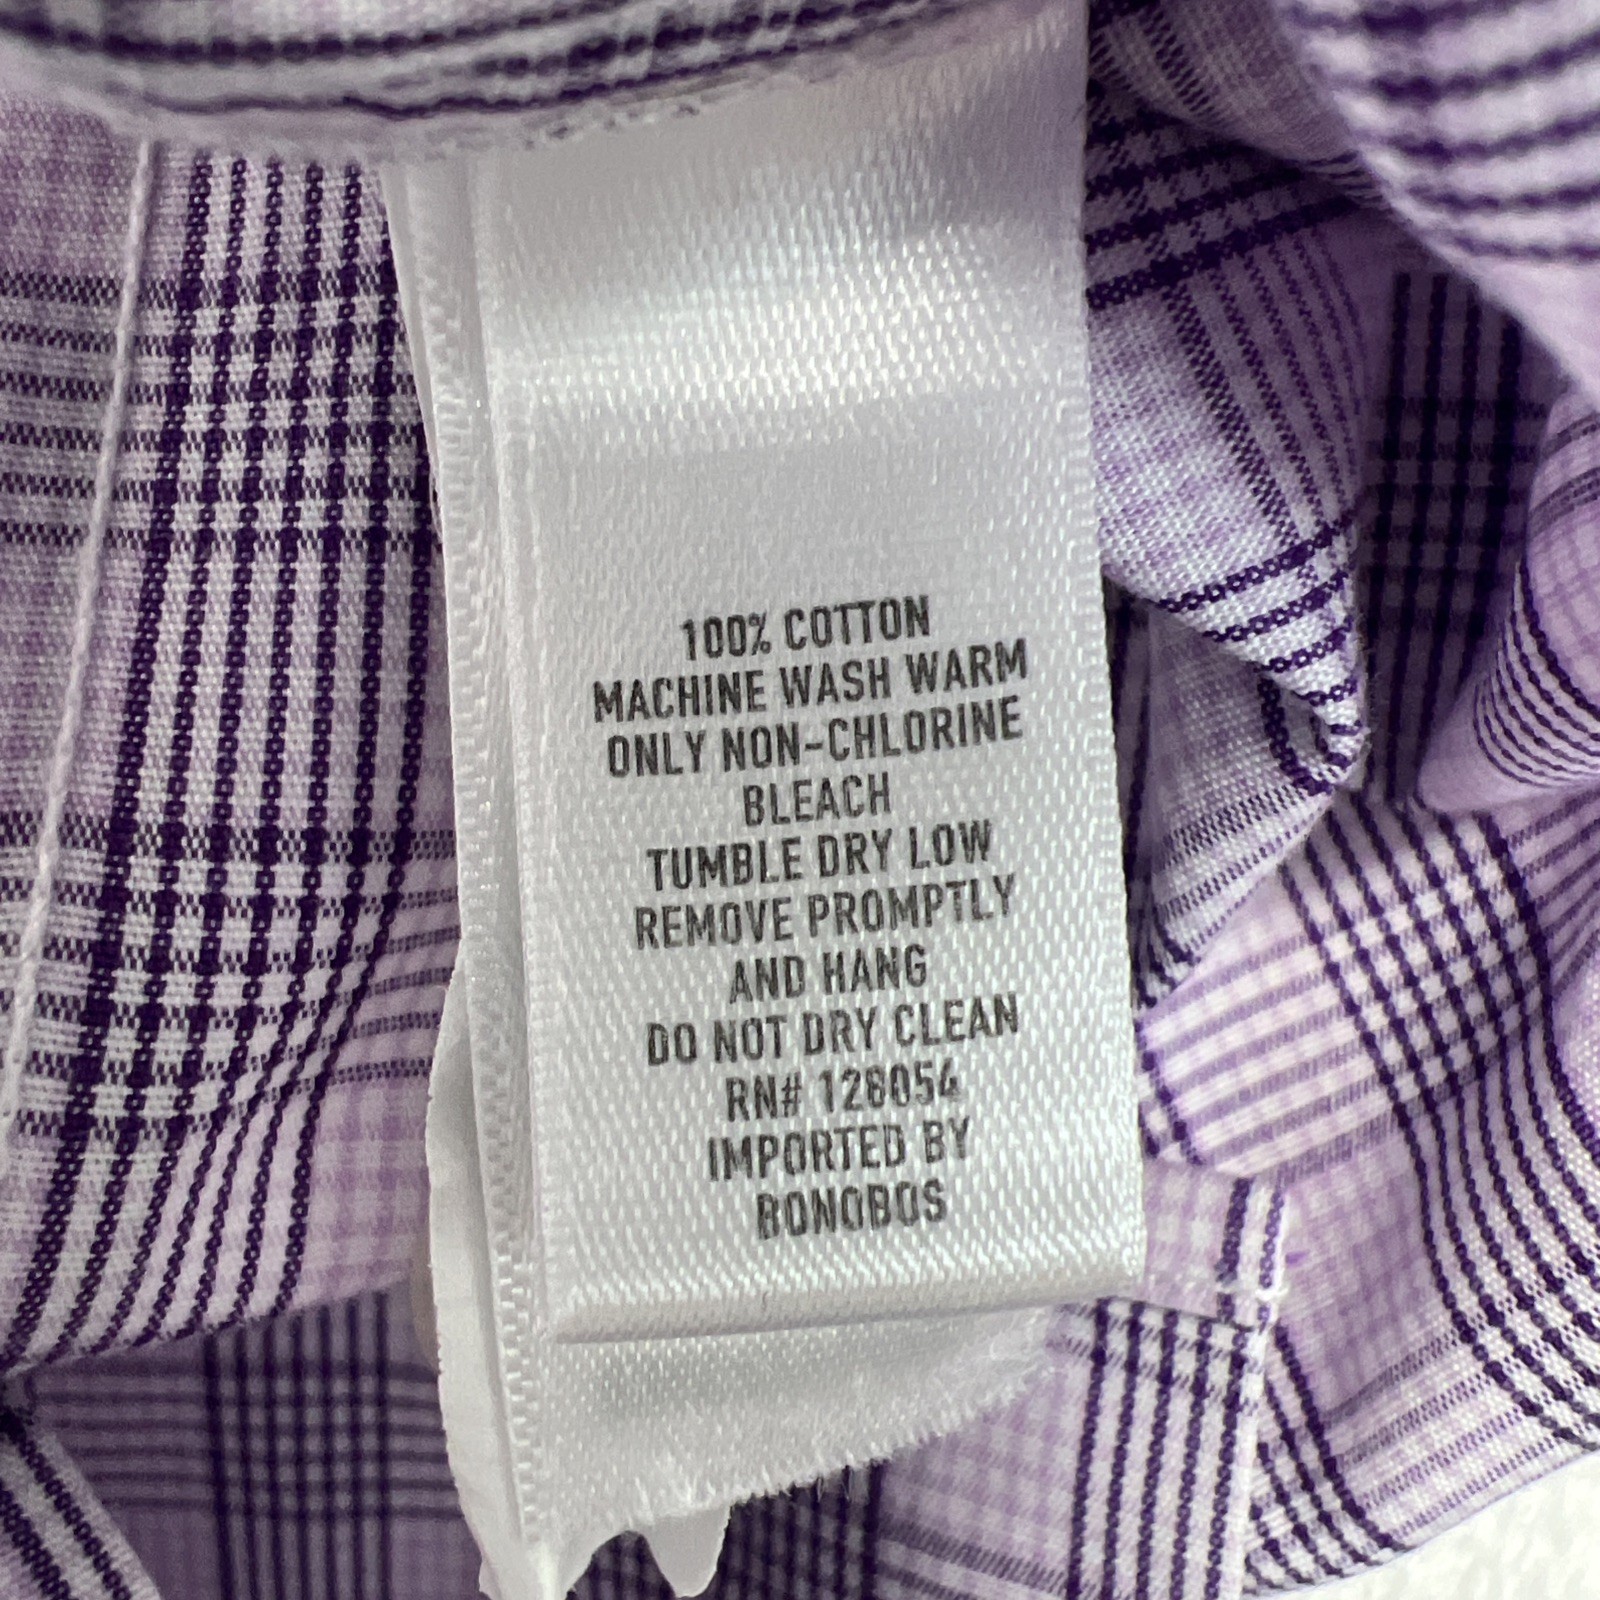 100% COTTON
MACHINE WASH WARM
ONLY NON-CHLORINE
BLEACH
TUMBLE DRY LOW
REMOVE PROMPTLY
AND HANG
DO NOT DRY CLEAN
RN# 128054
IMPORTED BY
BONOBOS